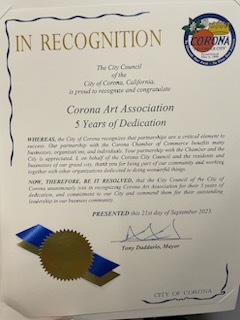 IN RECOGNITION
CORONA
The City Council
of the
City of Corona, California,
is proud to recognize and congratulate
Corona Art Association
5 Years of Dedication
WHEREAS, the City of Corona recognizes that partnerships are a critical element to
success. Our partnership with the Corona Chamber of Commerce benefits many
businesses, organizations, and individuals. Your partnership with the Chamber and the
City is appreciated. I, on behalf of the Corona City Council and the residents and
businesses of our grand city, thank you for being part of our community and working
together with other organizations dedicated to doing wonderful things.
NOW, THEREFORE, BE IT RESOLVED, that the City Council of the City of
Corona unanimously join in recognizing Corona Art Association for their 5 years of
dedication, and commitment to our City and commend them for their outstanding
leadership in our business community.
PRESENTED this 21st day of September 2023
Tony Daddario, Mayor
CITY OF CORONA